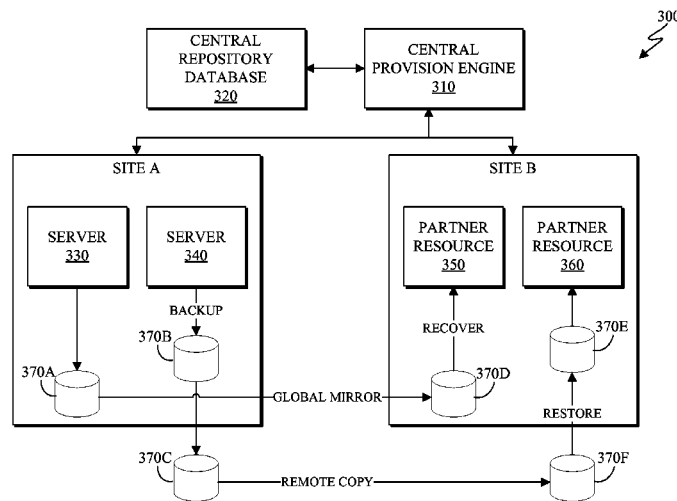 300
CENTRAL
REPOSITORY
DATABASE
320
CENTRAL
PROVISION ENGINE
310
SITE A
SITE B
SERVER
330
SERVER
340
PARTNER
RESOURCE
350
PARTNER
RESOURCE
360
BACKUP
RECOVER
370B
370E
370A
370D
GLOBAL MIRROR
RESTORE
370C
REMOTE COPY
370F